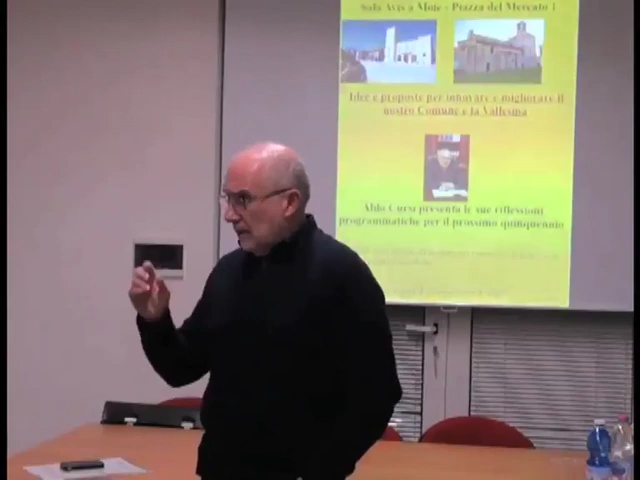 Sala Avis a Moie - Piazza del Mercato 1
Idee e proposte per innovare e migliorare il
nostro Comune e la Vallesina
Aldo Cursi presenta le sue riflessioni
programmatiche per il prossimo quinquennio